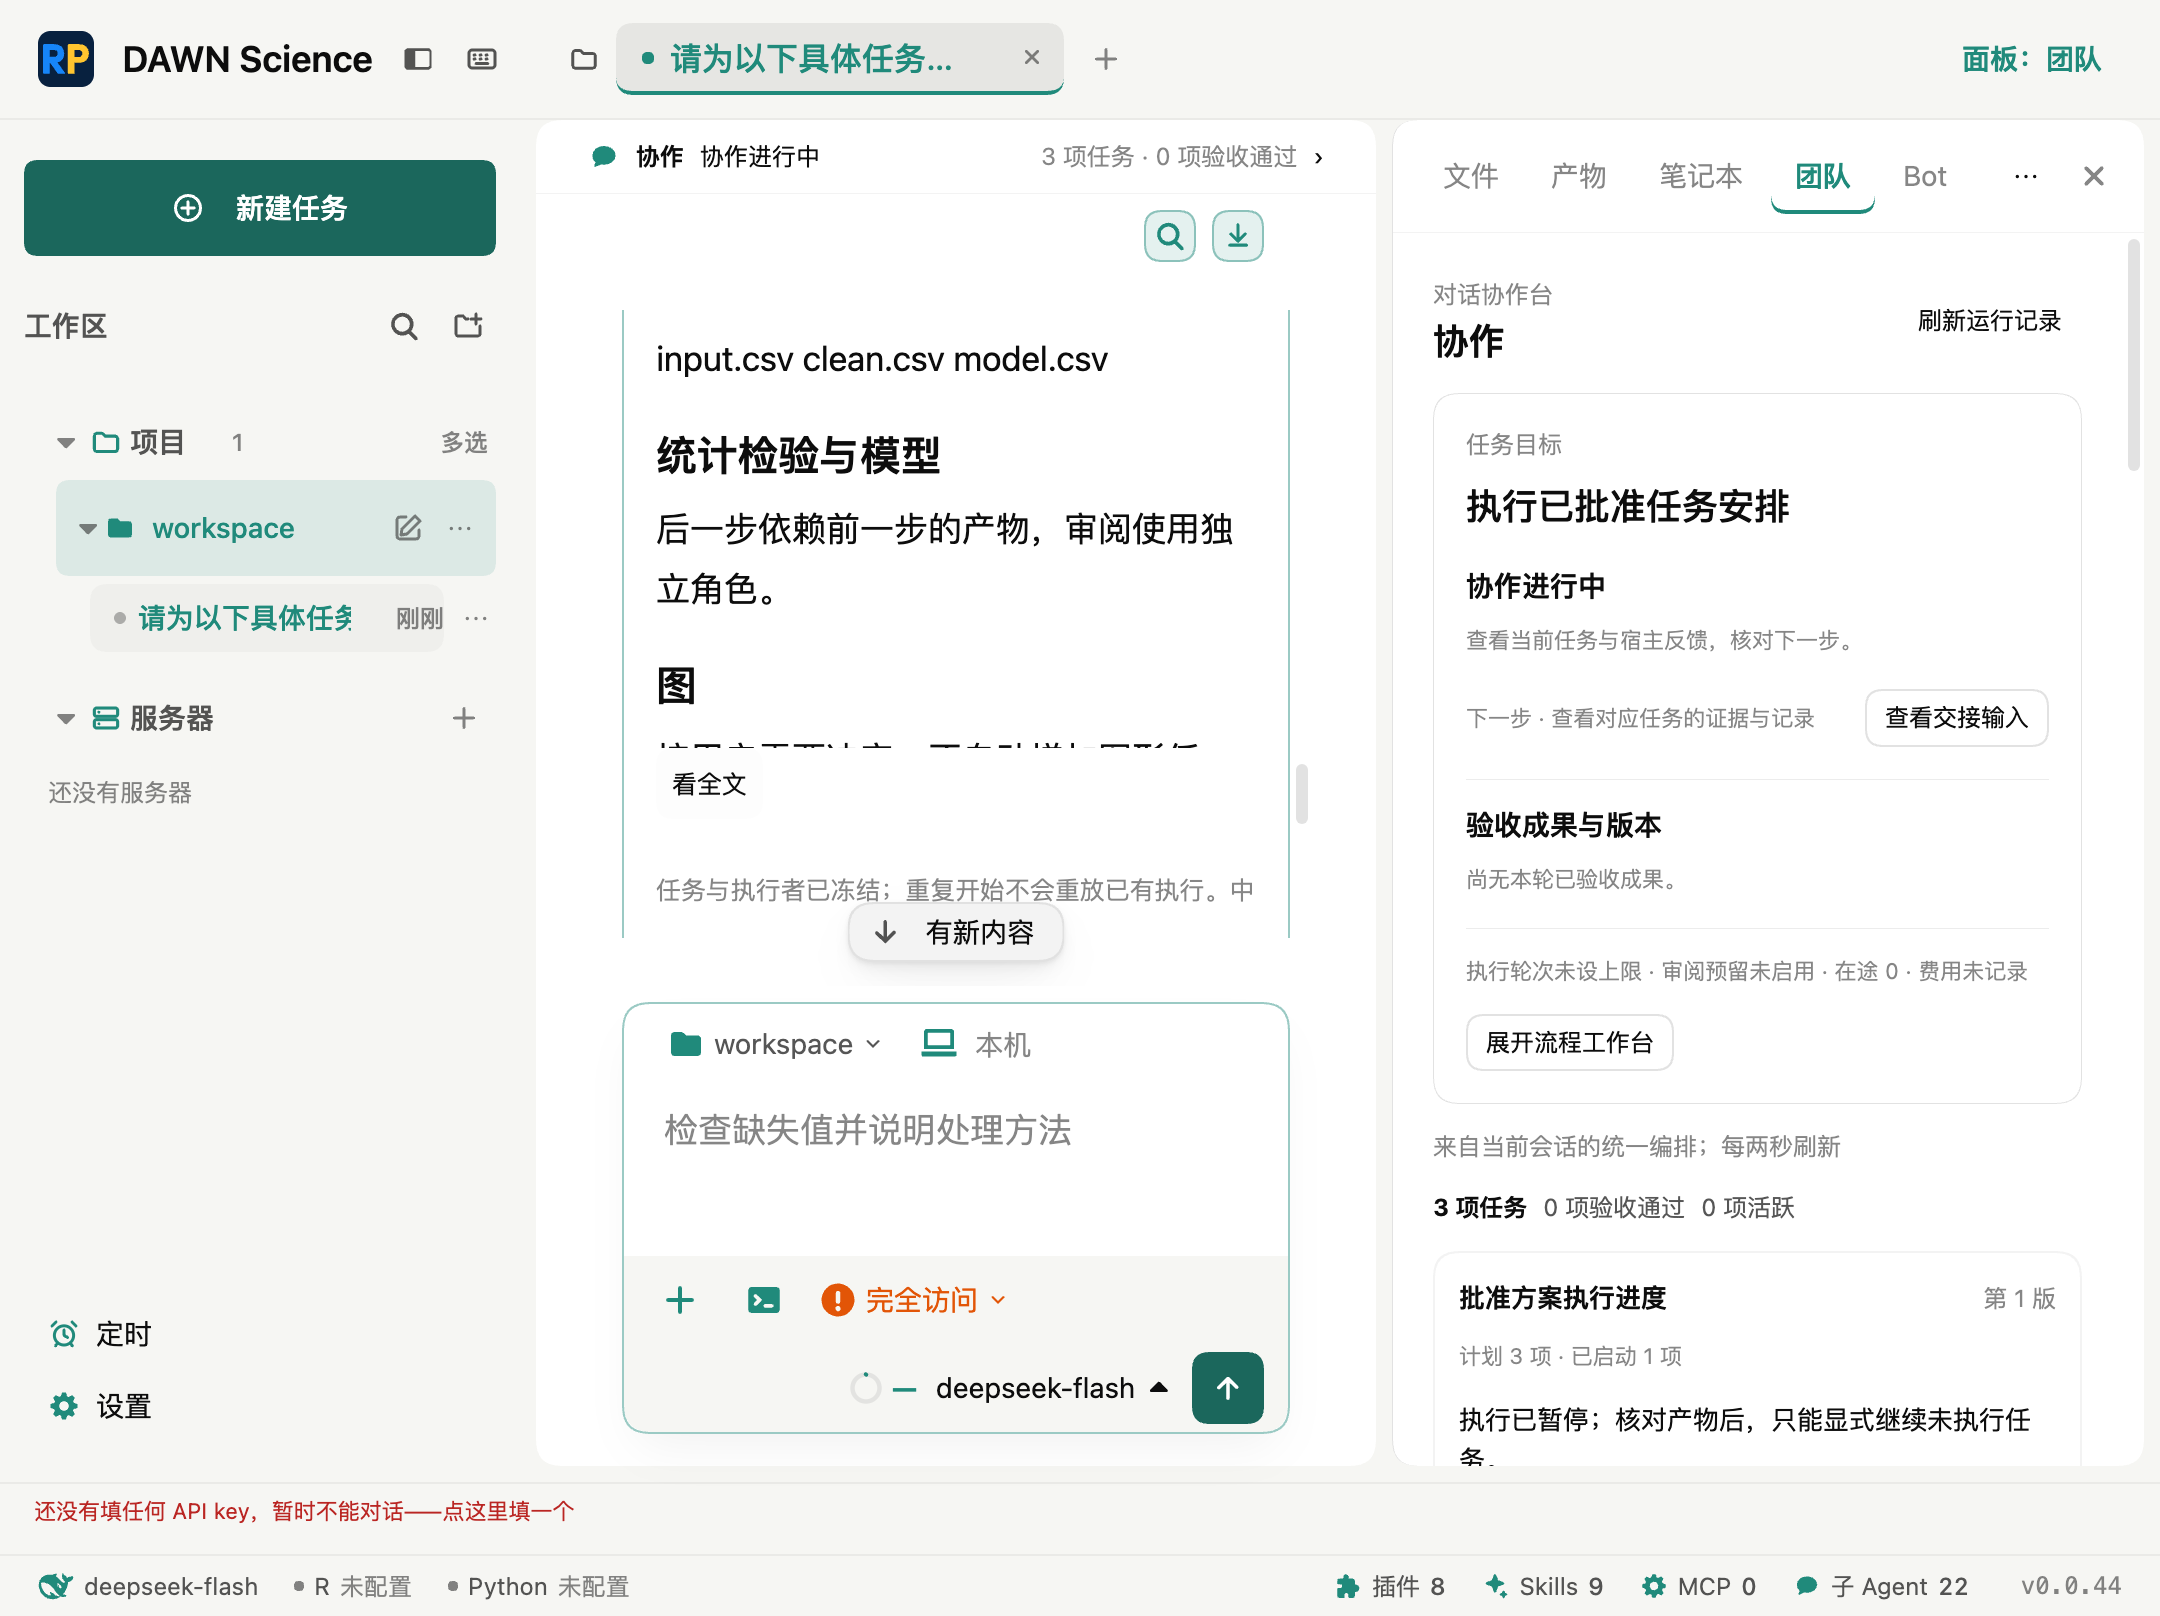 RP DAWN Science
请为以下具体任务...
面板：团队
新建任务
工作区
项目 1 多选
workspace
请为以下具体任务 刚刚
服务器
还没有服务器
定时
设置
协作 协作进行中 3 项任务 · 0 项验收通过
input.csv clean.csv model.csv
统计检验与模型
后一步依赖前一步的产物，审阅使用独
立角色。
图
看全文
任务与执行者已冻结；重复开始不会重放已有执行。中
有新内容
workspace 本机
检查缺失值并说明处理方法
完全访问
deepseek-flash
文件 产物 笔记本 团队 Bot
对话协作台
协作
刷新运行记录
任务目标
执行已批准任务安排
协作进行中
查看当前任务与宿主反馈，核对下一步。
下一步 · 查看对应任务的证据与记录
查看交接输入
验收成果与版本
尚无本轮已验收成果。
执行轮次未设上限 · 审阅预留未启用 · 在途 0 · 费用未记录
展开流程工作台
来自当前会话的统一编排；每两秒刷新
3 项任务 0 项验收通过 0 项活跃
批准方案执行进度 第 1 版
计划 3 项 · 已启动 1 项
执行已暂停；核对产物后，只能显式继续未执行任
务。
还没有填任何 API key，暂时不能对话——点这里填一个
deepseek-flash R 未配置 Python 未配置
插件 8 Skills 9 MCP 0 子 Agent 22 v0.0.44